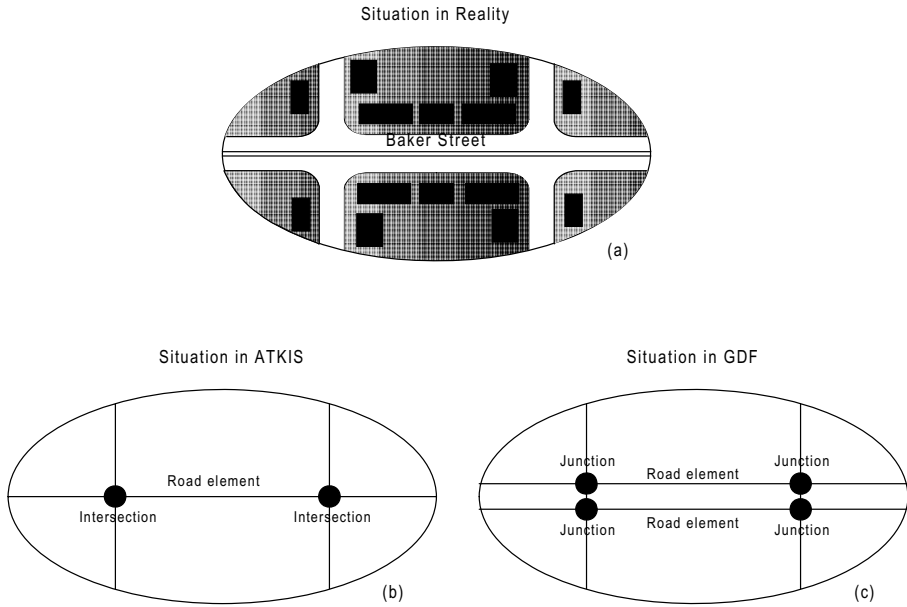 Situation in Reality
Baker Street
(a)
Situation in ATKIS
Situation in GDF
Road element
Intersection
Intersection
(b)
Junction
Road element
Junction
Junction
Road element
Junction
(c)